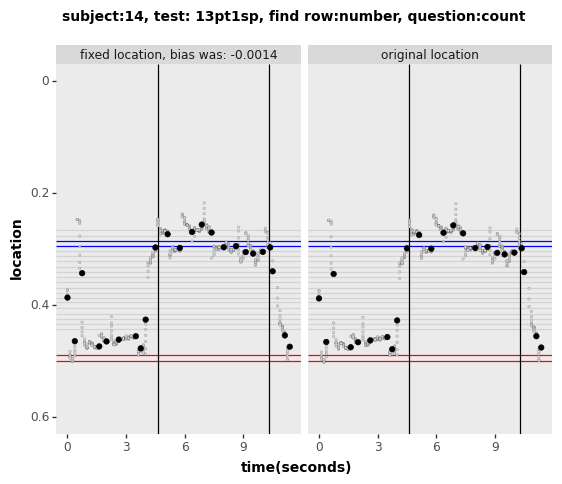 subject:14, test: 13pt1sp, find row:number, question:count
fixed location, bias was: -0.0014
original location
0
0.2
0.4
0.6
location
0
3
6
9
0
3
6
9
time(seconds)